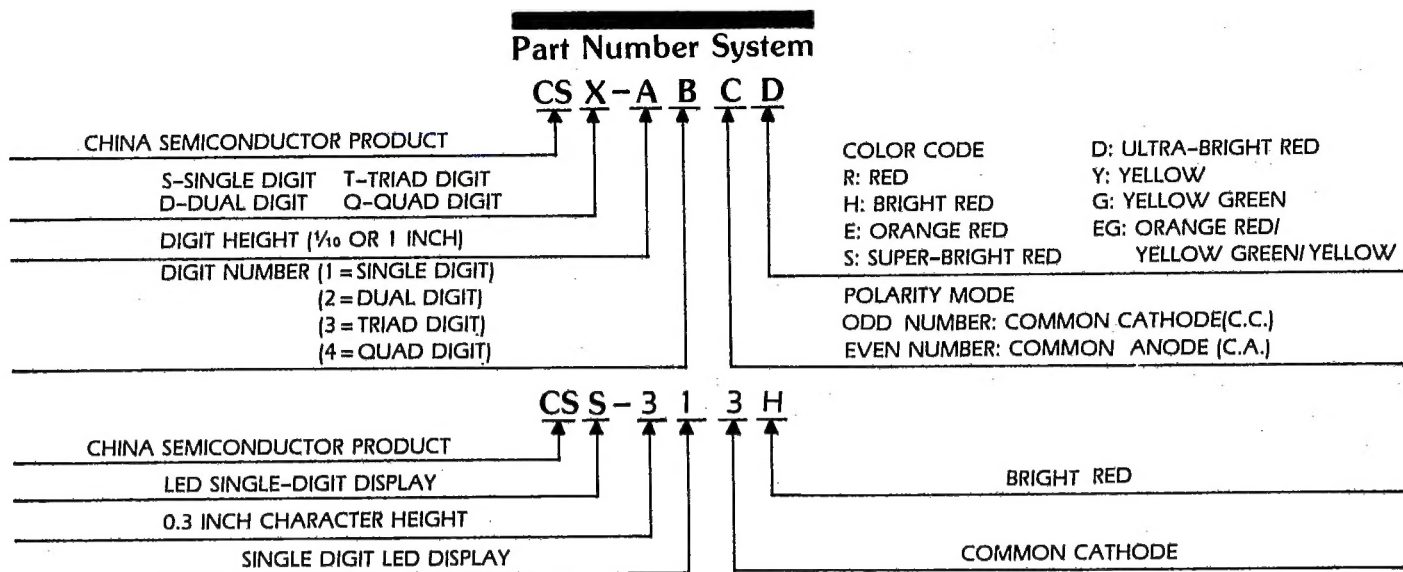 Part Number System
CS X-A B C D
CHINA SEMICONDUCTOR PRODUCT
S-SINGLE DIGIT T-TRIAD DIGIT
D-DUAL DIGIT Q-QUAD DIGIT
DIGIT HEIGHT (1/10 OR 1 INCH)
DIGIT NUMBER (1=SINGLE DIGIT)
(2=DUAL DIGIT)
(3=TRIAD DIGIT)
(4=QUAD DIGIT)
COLOR CODE D: ULTRA-BRIGHT RED
R: RED Y: YELLOW
H: BRIGHT RED G: YELLOW GREEN
E: ORANGE RED EG: ORANGE RED/
S: SUPER-BRIGHT RED YELLOW GREEN/YELLOW
POLARITY MODE
ODD NUMBER: COMMON CATHODE(C.C.)
EVEN NUMBER: COMMON ANODE (C.A.)
CS S-3 1 3 H
CHINA SEMICONDUCTOR PRODUCT
LED SINGLE-DIGIT DISPLAY
0.3 INCH CHARACTER HEIGHT
SINGLE DIGIT LED DISPLAY
BRIGHT RED
COMMON CATHODE